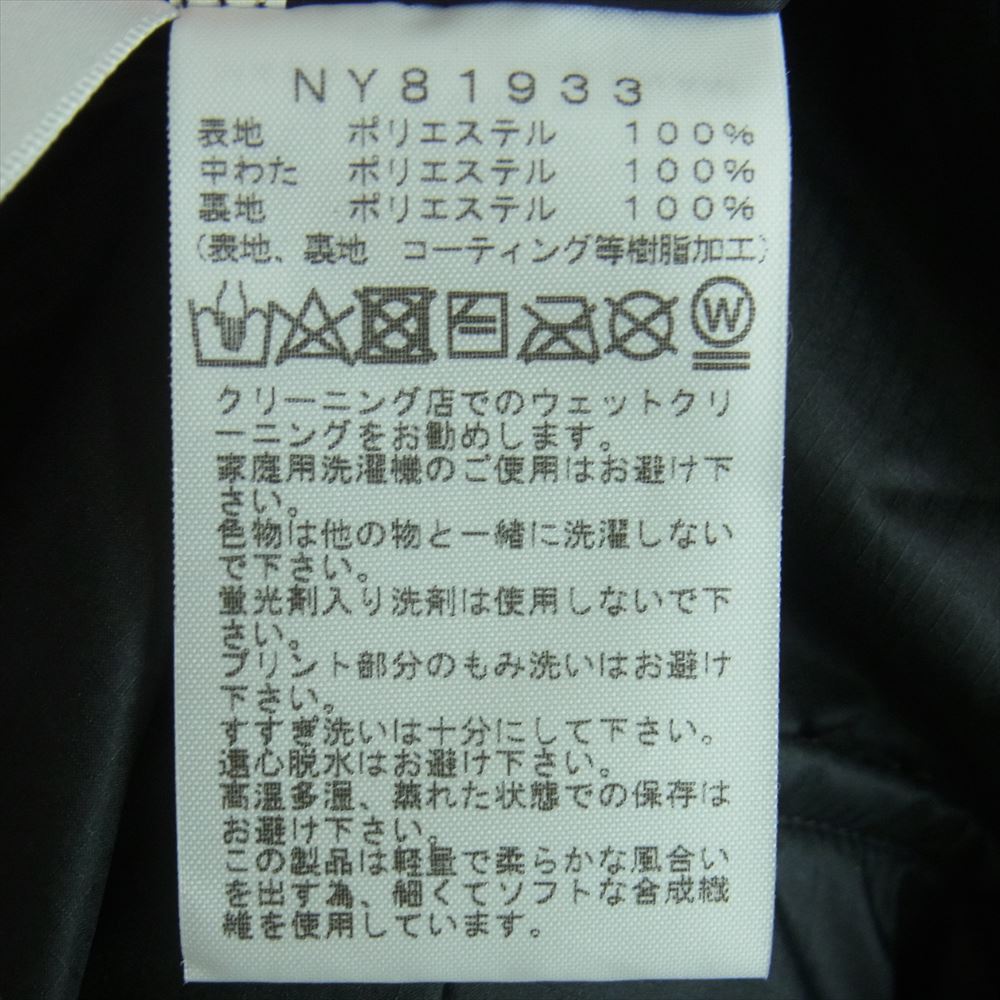 NY81933
表地 ポリエステル 100%
中わた ポリエステル 100%
裏地 ポリエステル 100%
(表地、裏地 コーティング等樹脂加工)
W
クリーニング店でのウェットクリ
ーニングをお勧めします。
家庭用洗濯機のご使用はお避け下
さい。
色物は他の物と一緒に洗濯しない
で下さい。
蛍光剤入り洗剤は使用しないで下
さい。
プリント部分のもみ洗いはお避け
下さい。
すすぎ洗いは十分にして下さい。
遠心脱水はお避け下さい。
高温多湿、蒸れた状態での保存は
お避け下さい。
この製品は軽量で柔らかな風合い
を出す為、細くてソフトな合成繊
維を使用しています。